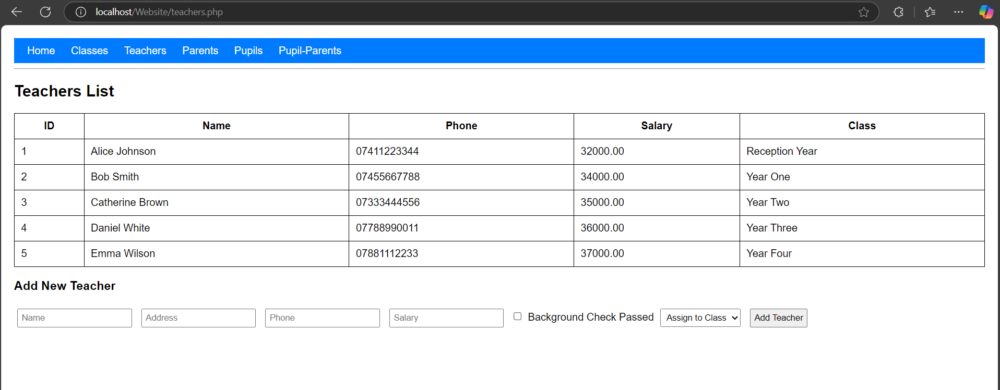 localhost/Website/teachers.php
Home Classes Teachers Parents Pupils Pupil-Parents
Teachers List
ID Name Phone Salary Class
1 Alice Johnson 07411223344 32000.00 Reception Year
2 Bob Smith 07455667788 34000.00 Year One
3 Catherine Brown 07333444556 35000.00 Year Two
4 Daniel White 07788990011 36000.00 Year Three
5 Emma Wilson 07881112233 37000.00 Year Four
Add New Teacher
Name Address Phone Salary Background Check Passed Assign to Class Add Teacher